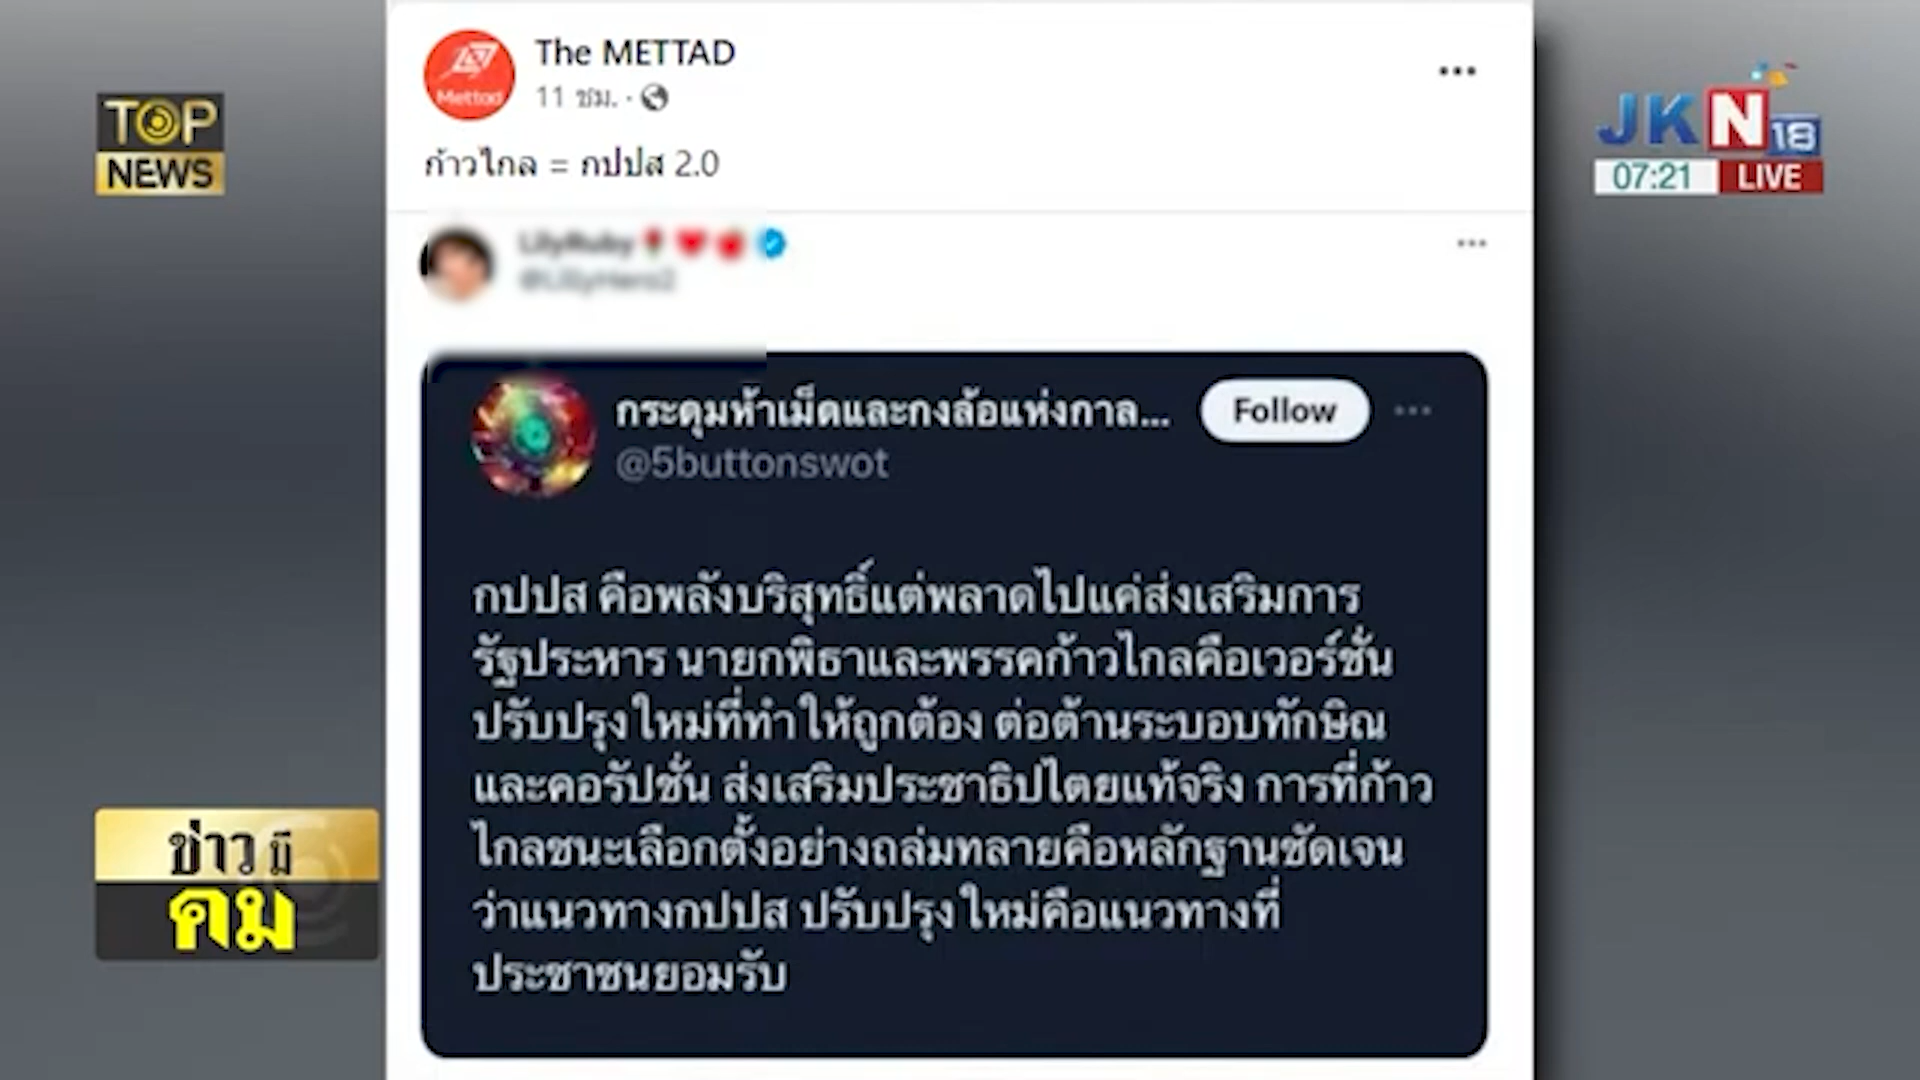 The METTAD
11 ชม.
ก้าวไกล = กปปส 2.0
TOP
NEWS
JKN18
07:21 LIVE
Mettad
กระดุมห้าเม็ดและกงล้อแห่งกาล...
Follow
@5buttonswot
กปปส คือพลังบริสุทธิ์แต่พลาดไปแค่ส่งเสริมการ
รัฐประหาร นายกพิธาและพรรคก้าวไกลคือเวอร์ชั่น
ปรับปรุงใหม่ที่ทำให้ถูกต้อง ต่อต้านระบอบทักษิณ
และคอรัปชั่น ส่งเสริมประชาธิปไตยแท้จริง การที่ก้าว
ไกลชนะเลือกตั้งอย่างถล่มทลายคือหลักฐานชัดเจน
ว่าแนวทางกปปส ปรับปรุงใหม่คือแนวทางที่
ประชาชนยอมรับ
ข่าวมี
คม